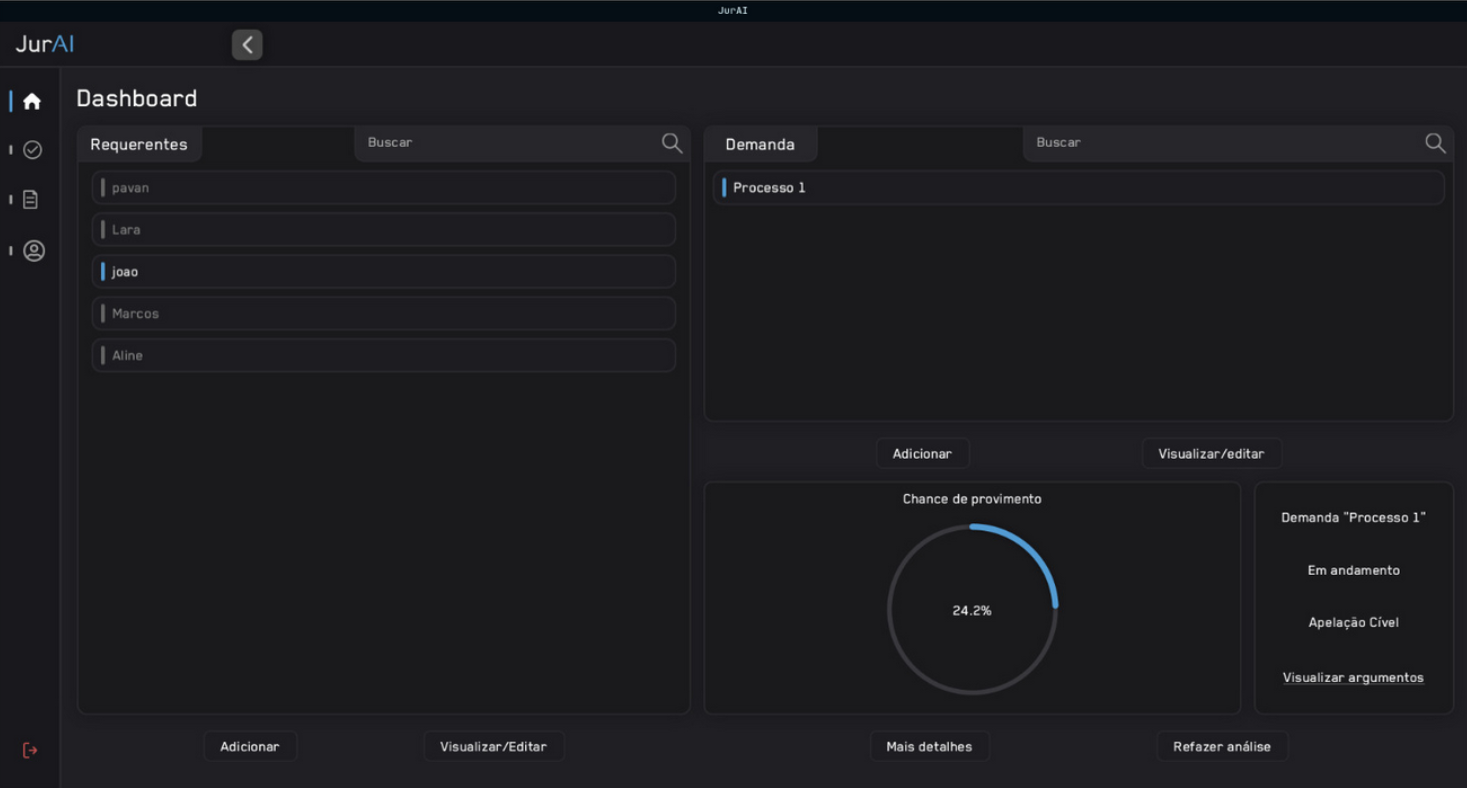 JurAI
JurAI
Dashboard
Requerentes
Buscar
pavan
Lara
joao
Marcos
Aline
Adicionar
Visualizar/Editar
Demanda
Buscar
Processo 1
Adicionar
Visualizar/editar
Chance de provimento
24.2%
Demanda "Processo 1"
Em andamento
Apelação Cível
Visualizar argumentos
Mais detalhes
Refazer análise